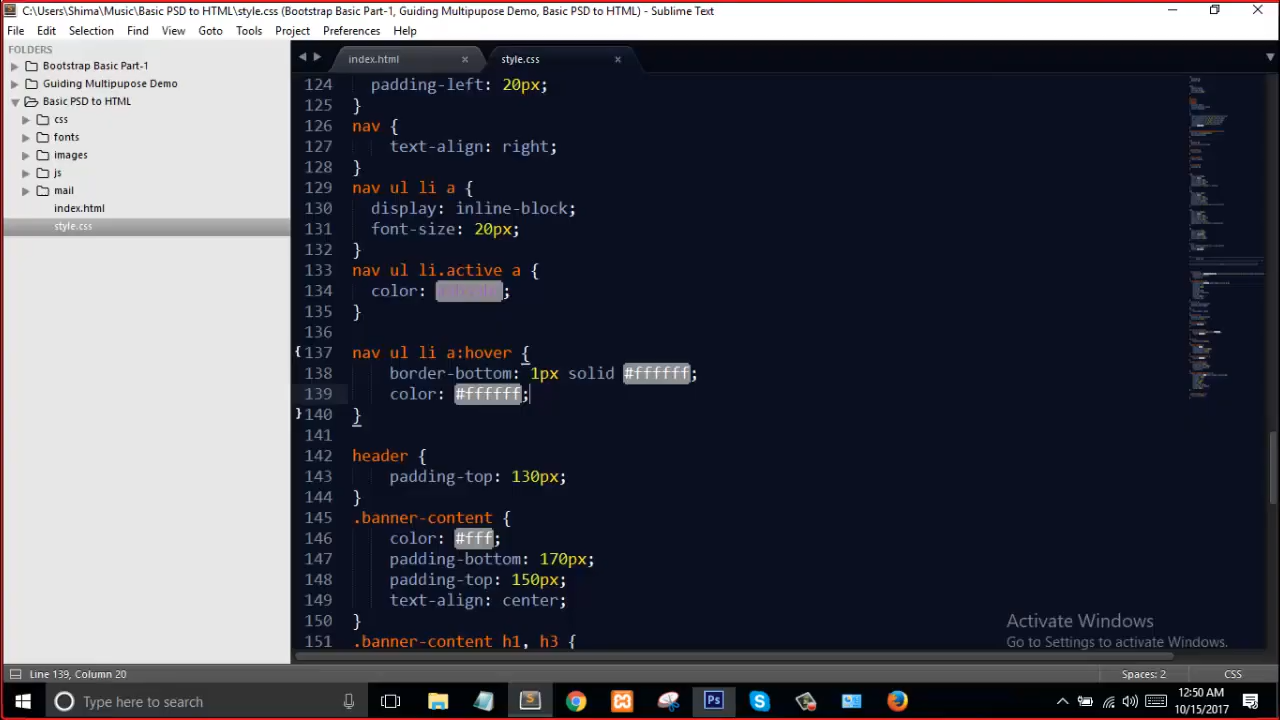 C:\Users\Shima\Music\Basic PSD to HTML\style.css (Bootstrap Basic Part-1, Guiding Multipupose Demo, Basic PSD to HTML) - Sublime Text
File Edit Selection Find View Goto Tools Project Preferences Help
FOLDERS
Bootstrap Basic Part-1
Guiding Multipupose Demo
Basic PSD to HTML
css
fonts
images
js
mail
index.html
style.css
index.html × style.css ×
124 padding-left: 20px;
125 }
126 nav {
127 text-align: right;
128 }
129 nav ul li a {
130 display: inline-block;
131 font-size: 20px;
132 }
133 nav ul li.active a {
134 color: ;
135 }
136
137 nav ul li a:hover {
138 border-bottom: 1px solid #ffffff;
139 color: #ffffff;
140 }
141
142 header {
143 padding-top: 130px;
144 }
145 .banner-content {
146 color: #fff;
147 padding-bottom: 170px;
148 padding-top: 150px;
149 text-align: center;
150 }
151 .banner-content h1, h3 {
Activate Windows
Go to Settings to activate Windows.
Line 139, Column 20 Spaces: 2 CSS
Type here to search
12:50 AM
10/15/2017